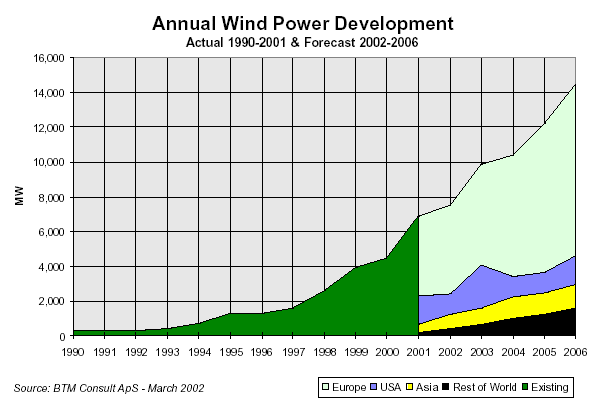 Annual Wind Power Development
Actual 1990-2001 & Forecast 2002-2006
16,000
14,000
12,000
10,000
8,000
6,000
4,000
2,000
0
MW
1990 1991 1992 1993 1994 1995 1996 1997 1998 1999 2000 2001 2002 2003 2004 2005 2006
Source: BTM Consult ApS - March 2002
Europe USA Asia Rest of World Existing